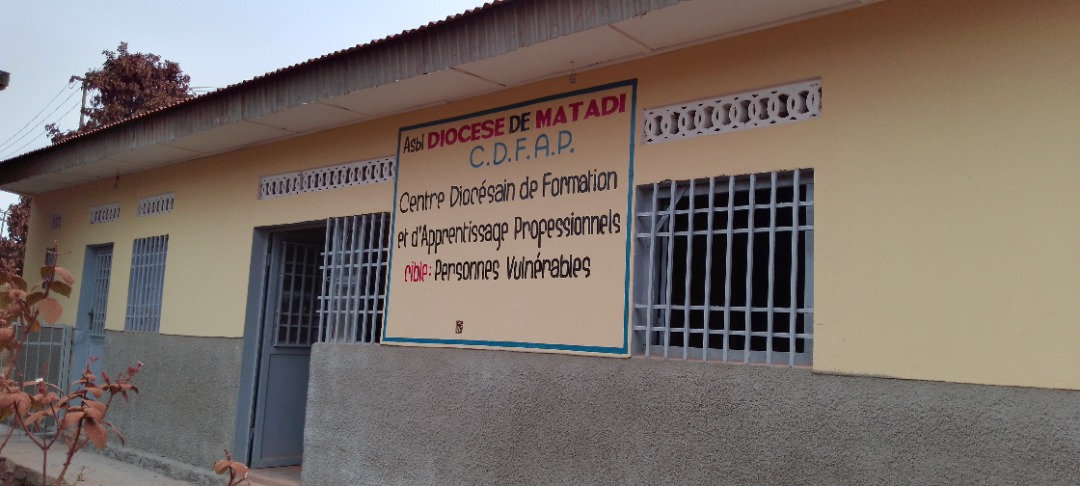 Asbl DIOCESE DE MATADI
C.D.F.A.P.
Centre Diocésain de Formation
et d'Apprentissage Professionnels
Cible: Personnes Vulnérables